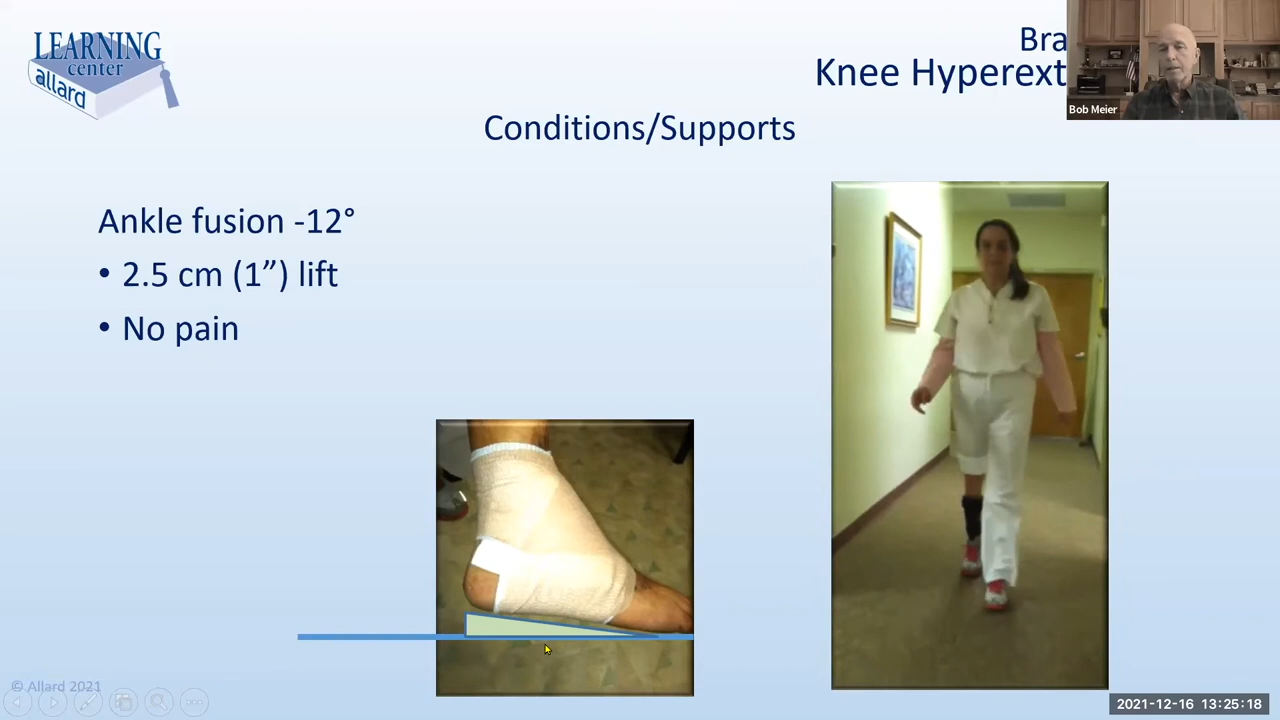 LEARNING
center
allard
Bra
Knee Hyperext
Bob Meier
Conditions/Supports
Ankle fusion -12°
• 2.5 cm (1”) lift
• No pain
© Allard 2021
2021-12-16 13:25:18